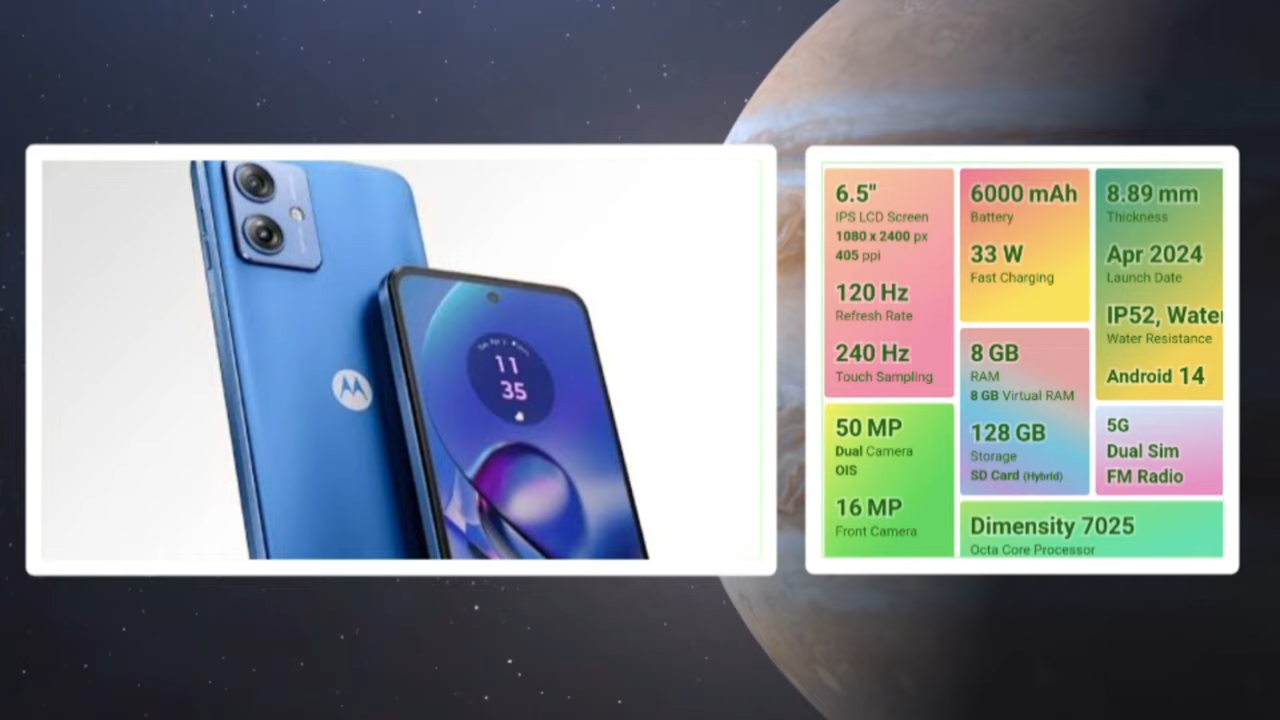 11
35
6.5"
IPS LCD Screen
1080 x 2400 px
405 ppi
120 Hz
Refresh Rate
240 Hz
Touch Sampling
50 MP
Dual Camera
OIS
16 MP
Front Camera
6000 mAh
Battery
33 W
Fast Charging
8 GB
RAM
8 GB Virtual RAM
128 GB
Storage
SD Card (Hybrid)
8.89 mm
Thickness
Apr 2024
Launch Date
IP52, Water
Water Resistance
Android 14
5G
Dual Sim
FM Radio
Dimensity 7025
Octa Core Processor